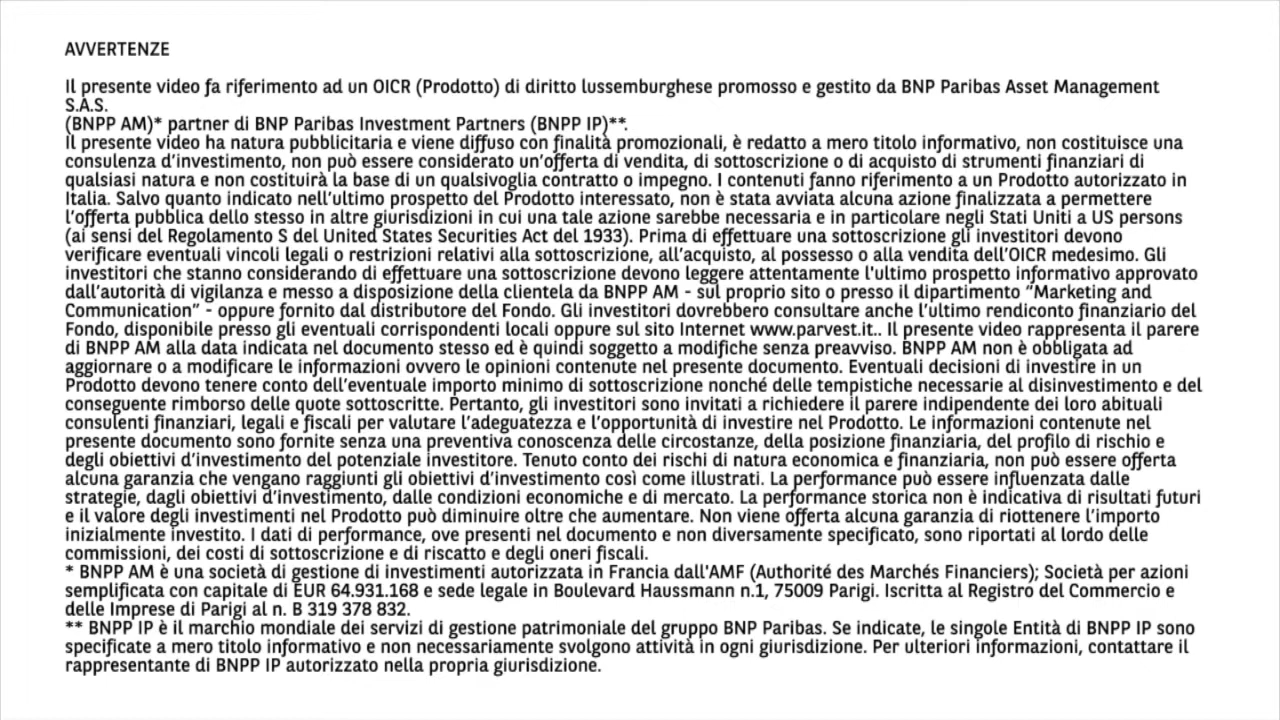 AVVERTENZE
Il presente video fa riferimento ad un OICR (Prodotto) di diritto lussemburghese promosso e gestito da BNP Paribas Asset Management
S.A.S.
(BNPP AM)* partner di BNP Paribas Investment Partners (BNPP IP)**.
Il presente video ha natura pubblicitaria e viene diffuso con finalità promozionali, è redatto a mero titolo informativo, non costituisce una
consulenza d’investimento, non può essere considerato un’offerta di vendita, di sottoscrizione o di acquisto di strumenti finanziari di
qualsiasi natura e non costituirà la base di un qualsivoglia contratto o impegno. I contenuti fanno riferimento a un Prodotto autorizzato in
Italia. Salvo quanto indicato nell’ultimo prospetto del Prodotto interessato, non è stata avviata alcuna azione finalizzata a permettere
l’offerta pubblica dello stesso in altre giurisdizioni in cui una tale azione sarebbe necessaria e in particolare negli Stati Uniti a US persons
(ai sensi del Regolamento S del United States Securities Act del 1933). Prima di effettuare una sottoscrizione gli investitori devono
verificare eventuali vincoli legali o restrizioni relativi alla sottoscrizione, all’acquisto, al possesso o alla vendita dell’OICR medesimo. Gli
investitori che stanno considerando di effettuare una sottoscrizione devono leggere attentamente l'ultimo prospetto informativo approvato
dall’autorità di vigilanza e messo a disposizione della clientela da BNPP AM - sul proprio sito o presso il dipartimento “Marketing and
Communication” - oppure fornito dal distributore del Fondo. Gli investitori dovrebbero consultare anche l’ultimo rendiconto finanziario del
Fondo, disponibile presso gli eventuali corrispondenti locali oppure sul sito Internet www.parvest.it.. Il presente video rappresenta il parere
di BNPP AM alla data indicata nel documento stesso ed è quindi soggetto a modifiche senza preavviso. BNPP AM non è obbligata ad
aggiornare o a modificare le informazioni ovvero le opinioni contenute nel presente documento. Eventuali decisioni di investire in un
Prodotto devono tenere conto dell’eventuale importo minimo di sottoscrizione nonché delle tempistiche necessarie al disinvestimento e del
conseguente rimborso delle quote sottoscritte. Pertanto, gli investitori sono invitati a richiedere il parere indipendente dei loro abituali
consulenti finanziari, legali e fiscali per valutare l’adeguatezza e l’opportunità di investire nel Prodotto. Le informazioni contenute nel
presente documento sono fornite senza una preventiva conoscenza delle circostanze, della posizione finanziaria, del profilo di rischio e
degli obiettivi d’investimento del potenziale investitore. Tenuto conto dei rischi di natura economica e finanziaria, non può essere offerta
alcuna garanzia che vengano raggiunti gli obiettivi d’investimento così come illustrati. La performance può essere influenzata dalle
strategie, dagli obiettivi d’investimento, dalle condizioni economiche e di mercato. La performance storica non è indicativa di risultati futuri
e il valore degli investimenti nel Prodotto può diminuire oltre che aumentare. Non viene offerta alcuna garanzia di riottenere l’importo
inizialmente investito. I dati di performance, ove presenti nel documento e non diversamente specificato, sono riportati al lordo delle
commissioni, dei costi di sottoscrizione e di riscatto e degli oneri fiscali.
* BNPP AM è una società di gestione di investimenti autorizzata in Francia dall'AMF (Authorité des Marchés Financiers); Società per azioni
semplificata con capitale di EUR 64.931.168 e sede legale in Boulevard Haussmann n.1, 75009 Parigi. Iscritta al Registro del Commercio e
delle Imprese di Parigi al n. B 319 378 832.
** BNPP IP è il marchio mondiale dei servizi di gestione patrimoniale del gruppo BNP Paribas. Se indicate, le singole Entità di BNPP IP sono
specificate a mero titolo informativo e non necessariamente svolgono attività in ogni giurisdizione. Per ulteriori informazioni, contattare il
rappresentante di BNPP IP autorizzato nella propria giurisdizione.